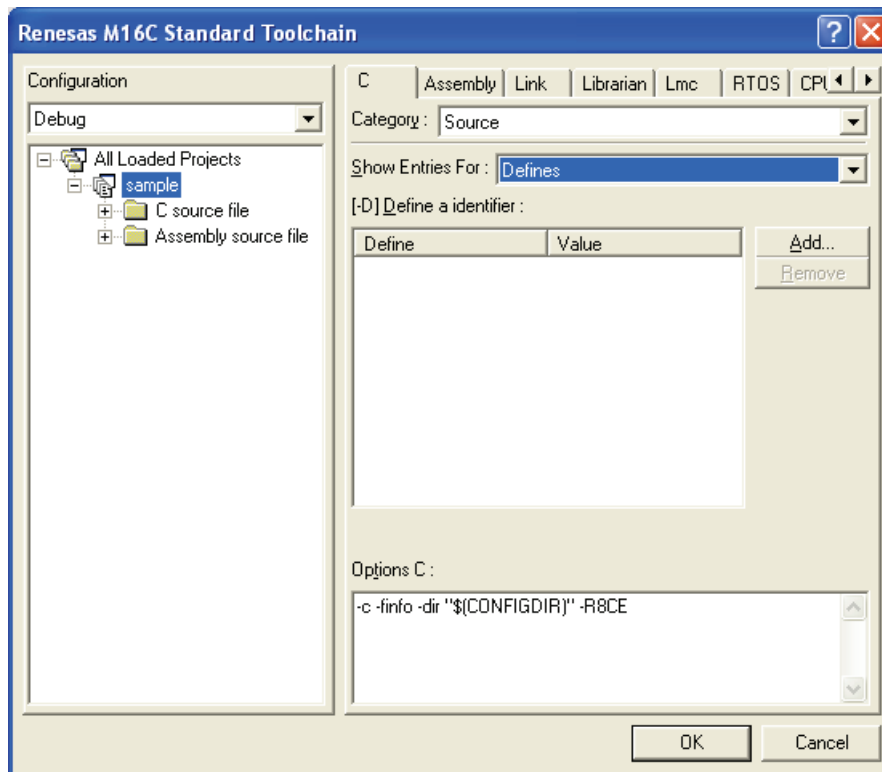 Renesas M16C Standard Toolchain
Configuration
Debug
All Loaded Projects
sample
C source file
Assembly source file
C Assembly Link Librarian Lmc RTOS CPU
Category : Source
Show Entries For : Defines
[-D] Define a identifier :
Define Value
Add...
Remove
Options C :
-c -finfo -dir "$(CONFIGDIR)" -R8CE
OK Cancel